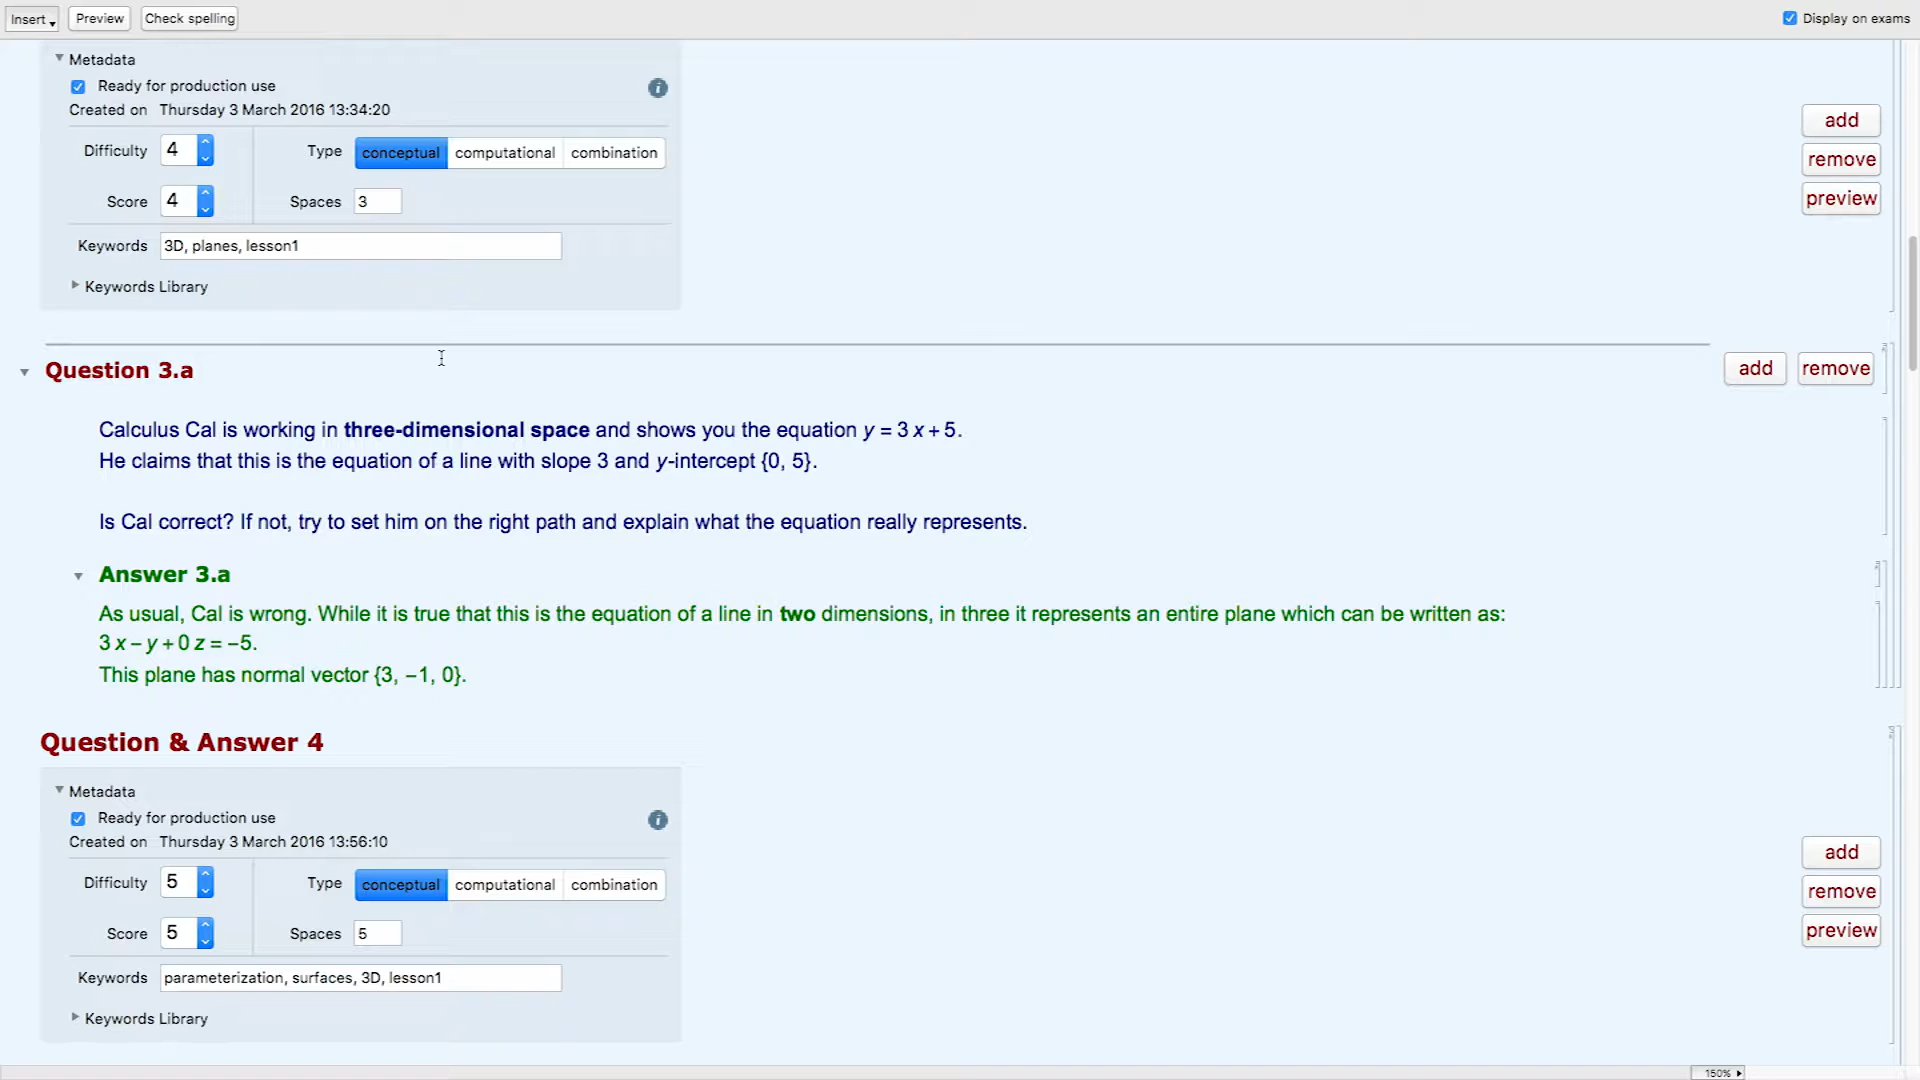 Insert Preview Check spelling Display on exams
Metadata
Ready for production use
Created on Thursday 3 March 2016 13:34:20
add
Difficulty 4 Type conceptual computational combination
remove
preview
Score 4 Spaces 3
Keywords 3D, planes, lesson1
Keywords Library
Question 3.a add remove
Calculus Cal is working in three-dimensional space and shows you the equation y = 3 x + 5.
He claims that this is the equation of a line with slope 3 and y-intercept {0, 5}.
Is Cal correct? If not, try to set him on the right path and explain what the equation really represents.
Answer 3.a
As usual, Cal is wrong. While it is true that this is the equation of a line in two dimensions, in three it represents an entire plane which can be written as:
3 x – y + 0 z = –5.
This plane has normal vector {3, –1, 0}.
Question & Answer 4
Metadata
Ready for production use
Created on Thursday 3 March 2016 13:56:10
add
Difficulty 5 Type conceptual computational combination
remove
preview
Score 5 Spaces 5
Keywords parameterization, surfaces, 3D, lesson1
Keywords Library
150%